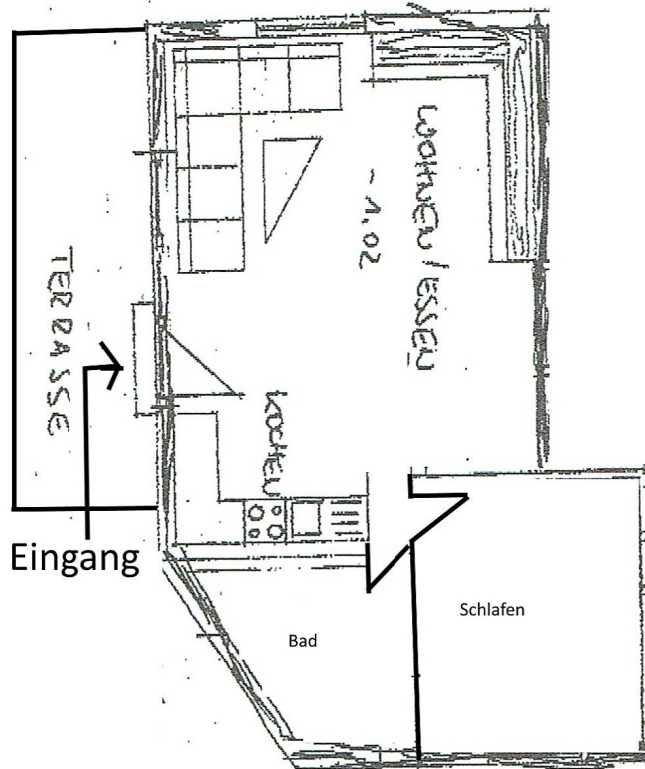 WOHNEN / ESSEN
- 1.02
TERRASSE
KOCHEN
Eingang
Bad
Schlafen